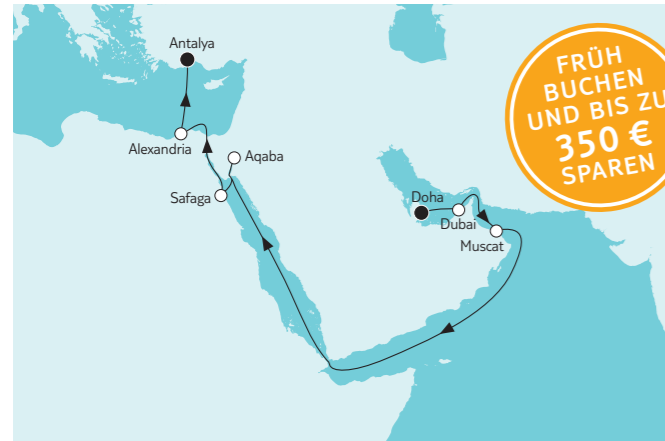 Antalya
Alexandria
Aqaba
Safaga
Doha
Dubai
Muscat
FRÜH
BUCHEN
UND BIS ZU
350 €
SPAREN